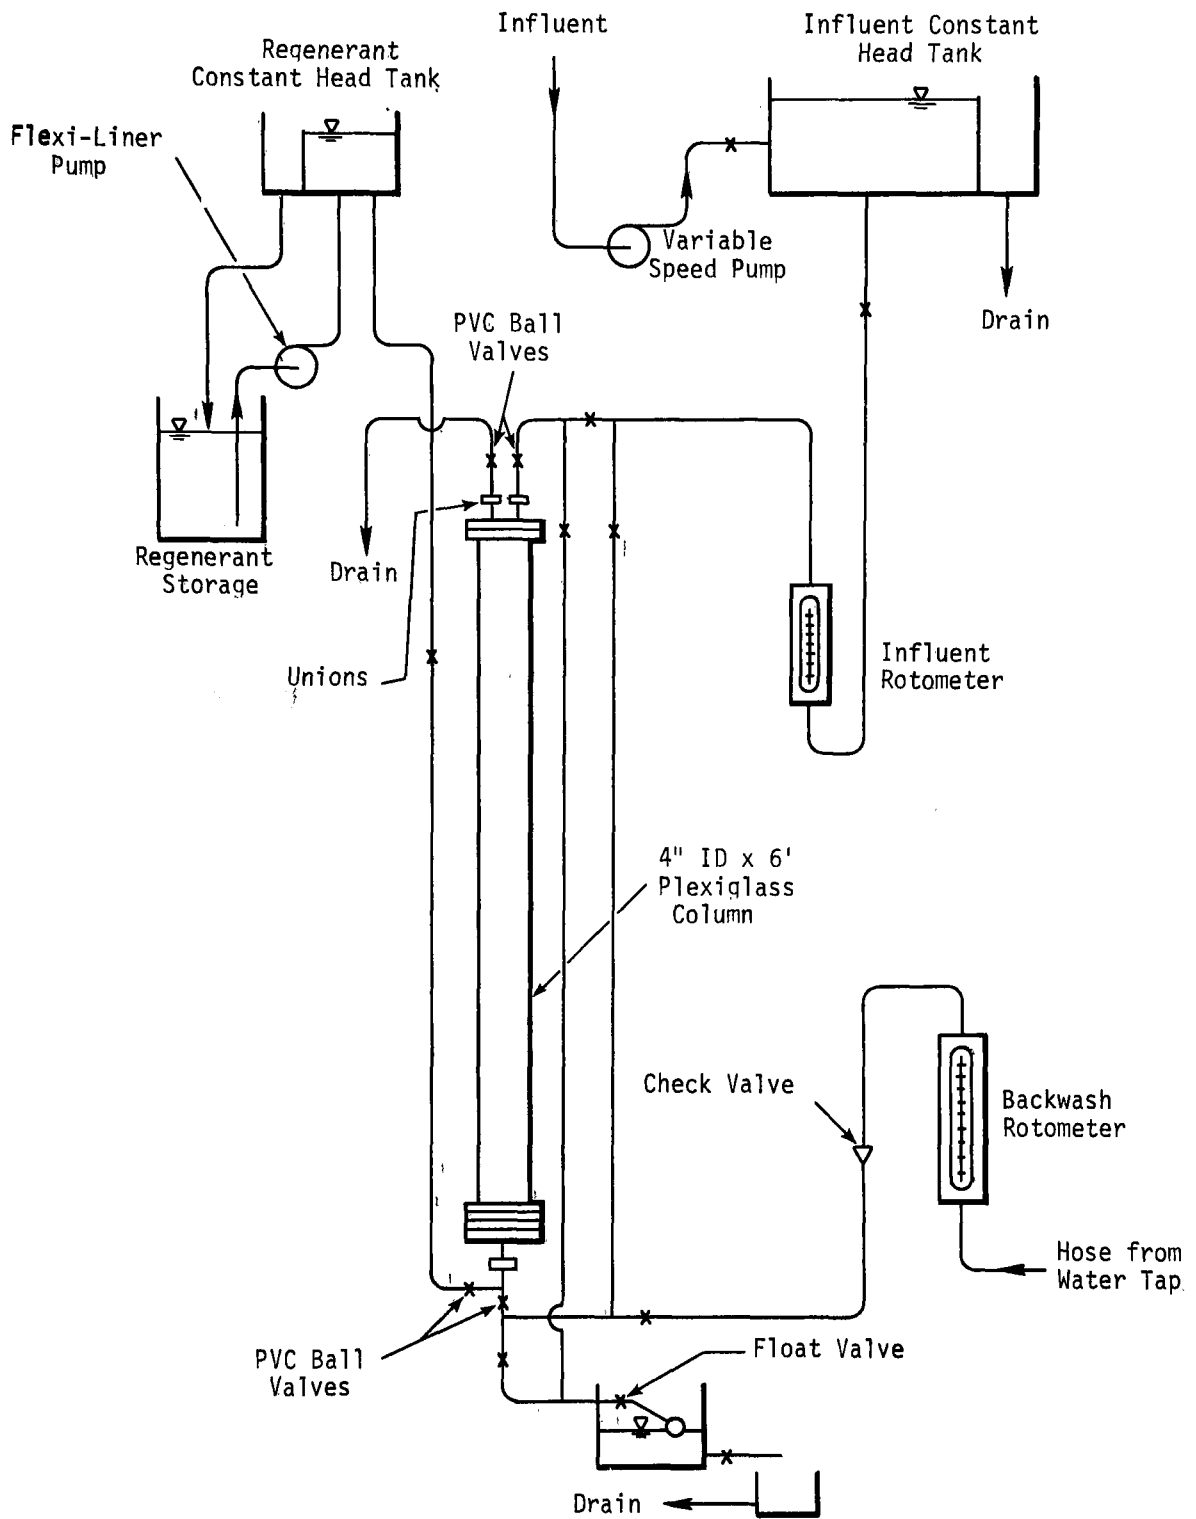 Influent
Influent Constant
Head Tank
Regenerant
Constant Head Tank
Flexi-Liner
Pump
Variable
Speed Pump
Drain
PVC Ball
Valves
Regenerant
Storage
Drain
Unions
Influent
Rotometer
4" ID x 6'
Plexiglass
Column
Check Valve
Backwash
Rotometer
Hose from
Water Tap
PVC Ball
Valves
Float Valve
Drain